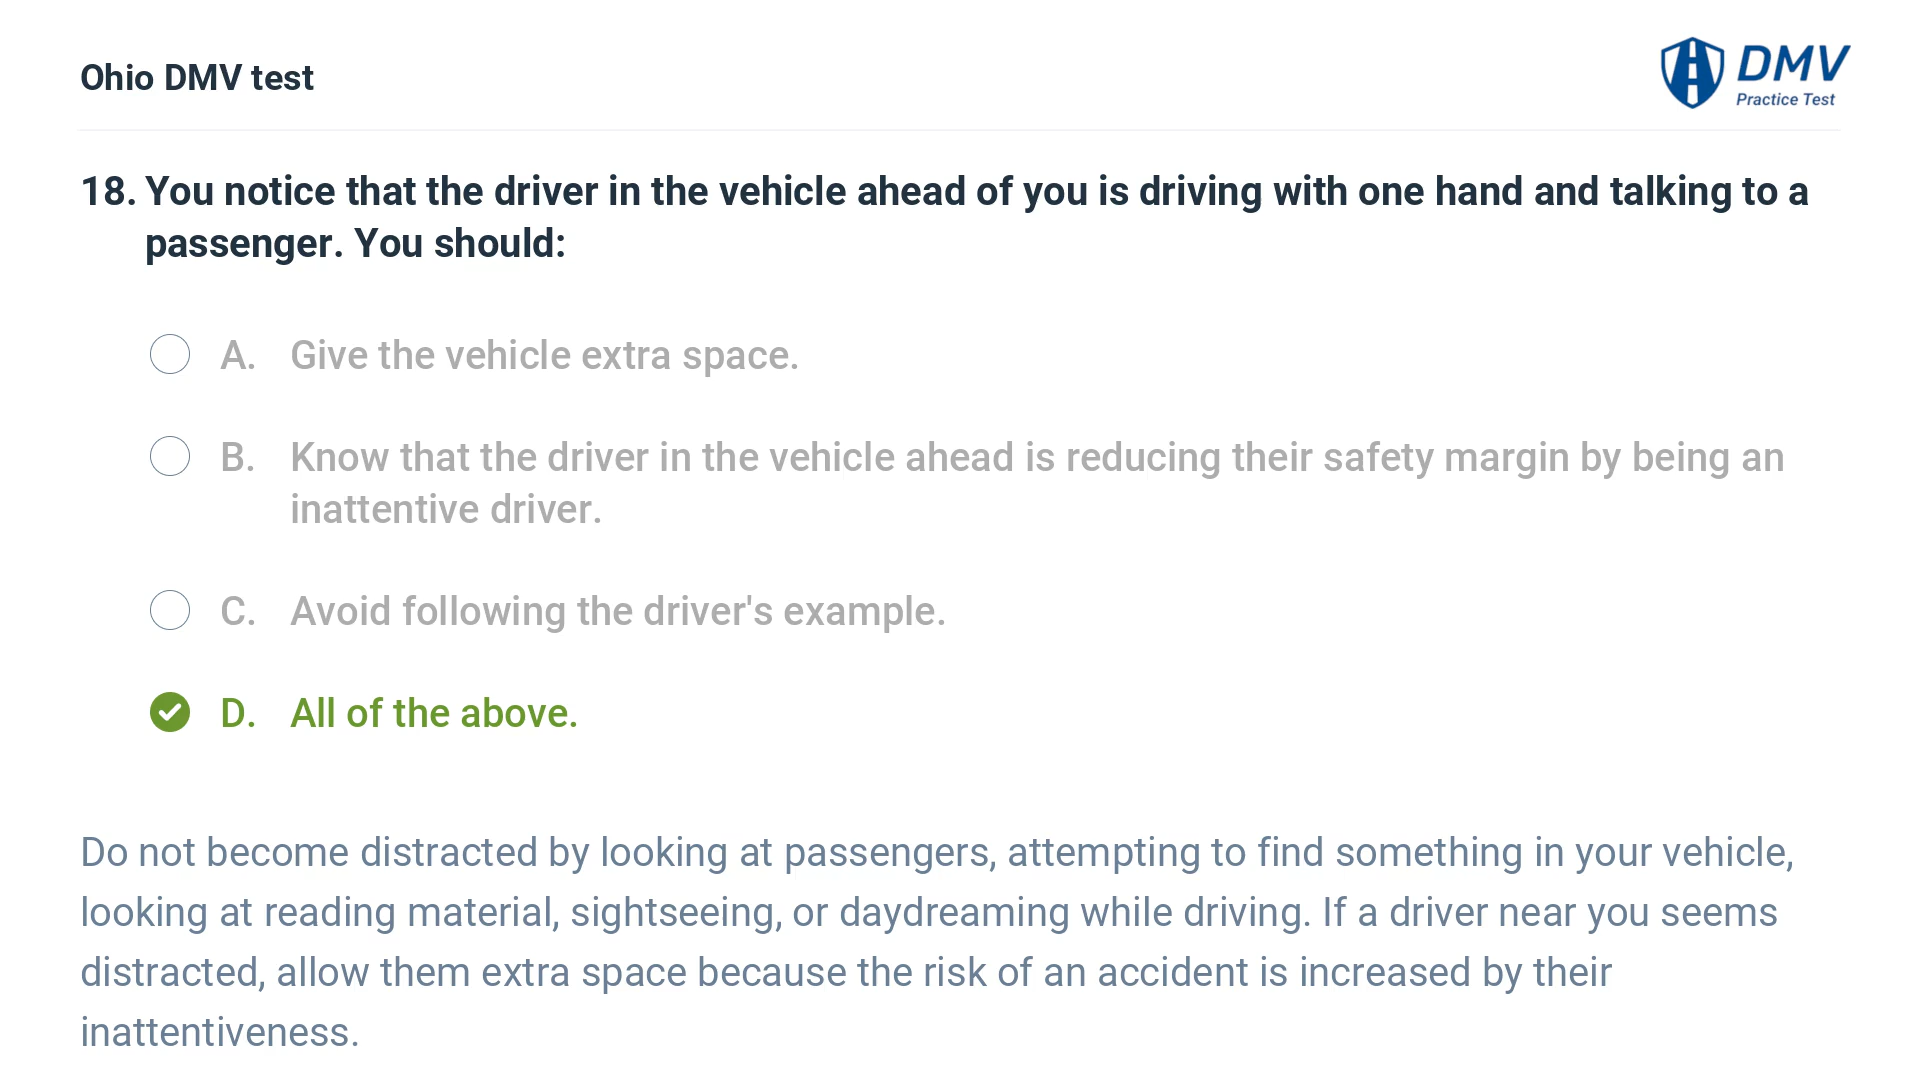 Ohio DMV test
DMV
Practice Test
18. You notice that the driver in the vehicle ahead of you is driving with one hand and talking to a
passenger. You should:
A. Give the vehicle extra space.
B. Know that the driver in the vehicle ahead is reducing their safety margin by being an
inattentive driver.
C. Avoid following the driver's example.
D. All of the above.
Do not become distracted by looking at passengers, attempting to find something in your vehicle,
looking at reading material, sightseeing, or daydreaming while driving. If a driver near you seems
distracted, allow them extra space because the risk of an accident is increased by their
inattentiveness.